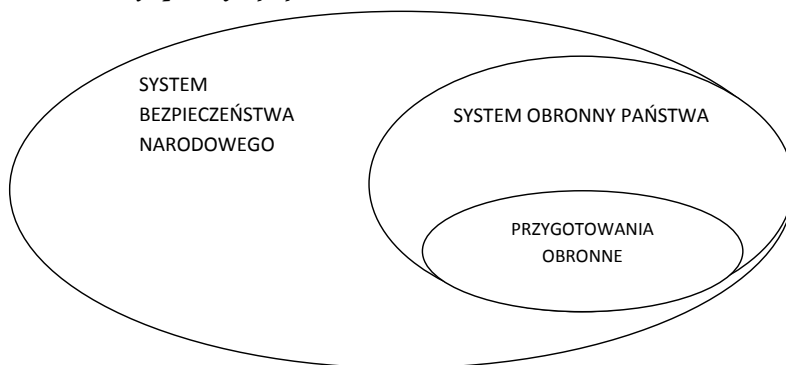 SYSTEM
BEZPIECZEŃSTWA
NARODOWEGO
SYSTEM OBRONNY PAŃSTWA
PRZYGOTOWANIA
OBRONNE